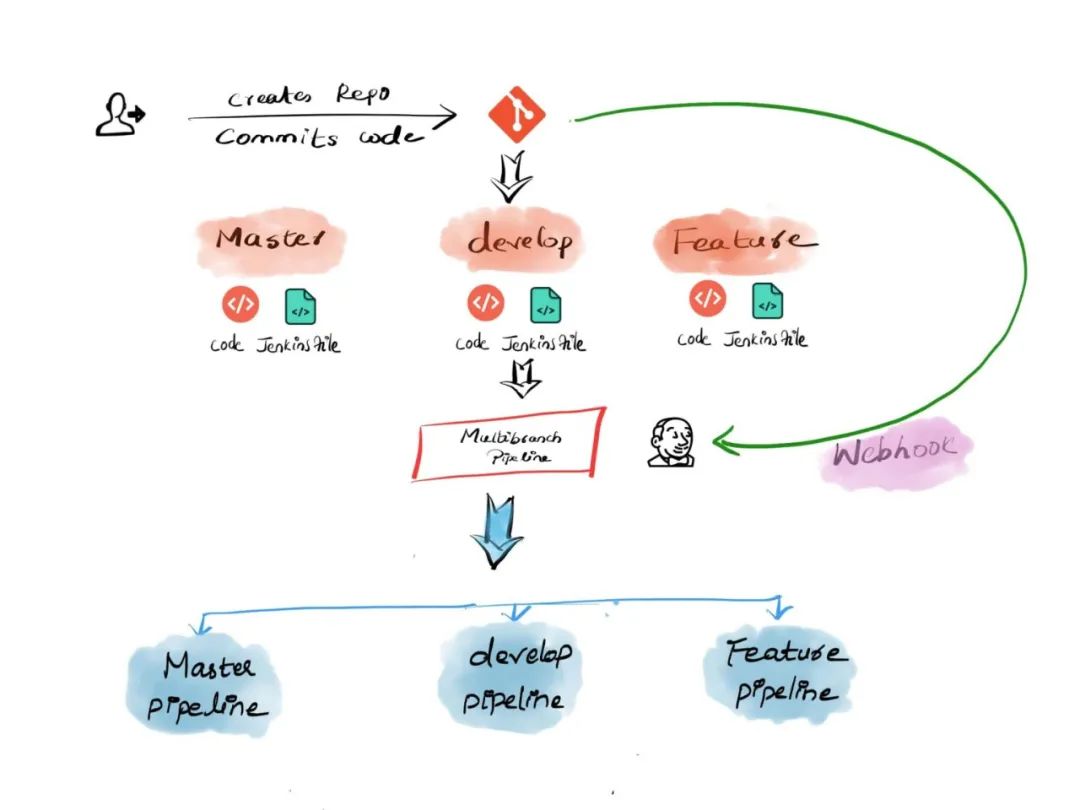 Creates Repo
Commits code
Master
develop
Feature
</>
</>
</>
</>
</>
</>
Code Jenkinsfile
Code Jenkinsfile
Code Jenkinsfile
Multibranch
Pipeline
Webhook
Master
pipeline
develop
pipeline
Feature
pipeline